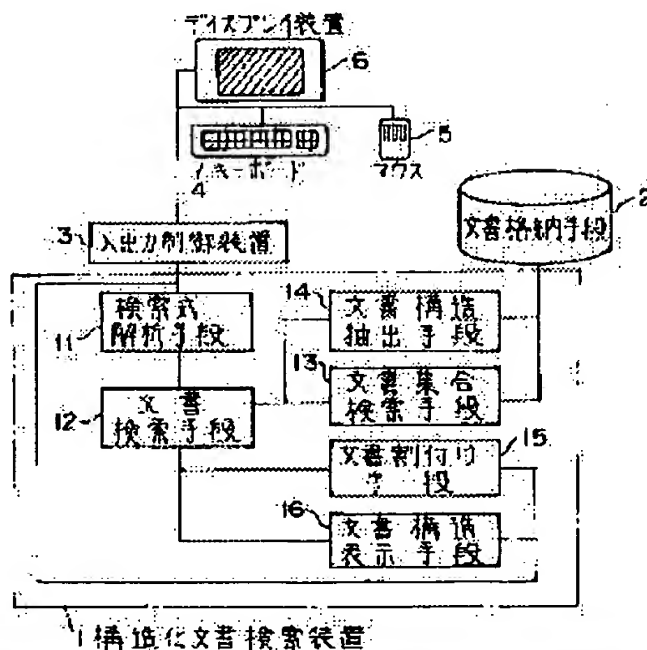 ディスプレイ装置
6
5
キーボード
マウス
4
2
3
入出力制御装置
文書格納手段
検索式
解析手段
11
14
文書構造
抽出手段
12
文書
検索手段
13
文書集合
検索手段
15
文書割付け
手段
16
文書構造
表示手段
1 構造化文書検索装置